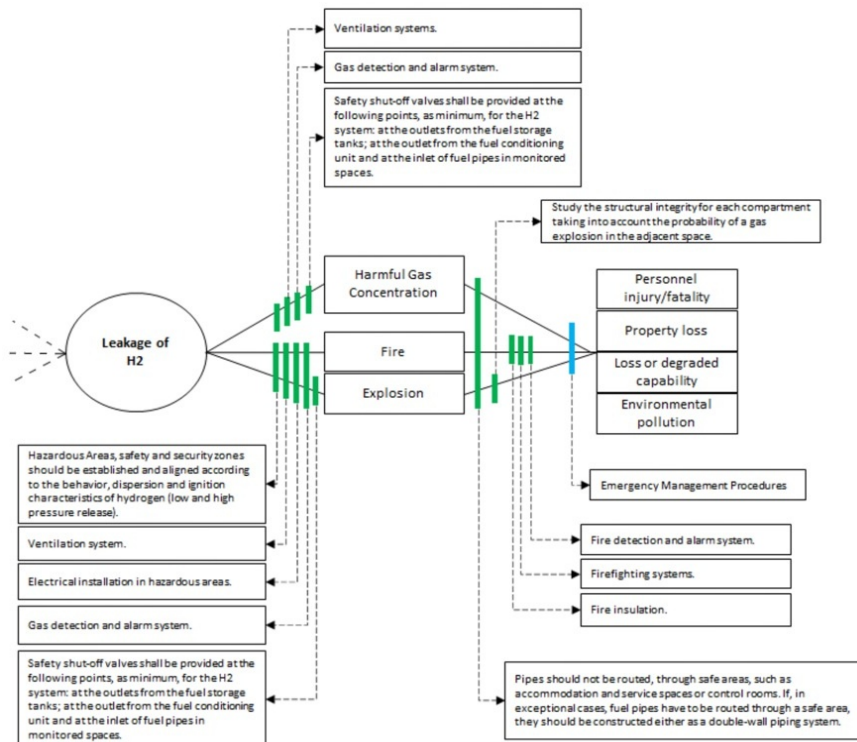 Ventilation systems.
Gas detection and alarm system.
Safety shut-off valves shall be provided at the
following points, as minimum, for the H2
system: at the outlets from the fuel storage
tanks; at the outlet from the fuel conditioning
unit and at the inlet of fuel pipes in monitored
spaces.
Study the structural integrity for each compartment
taking into account the probability of a gas
explosion in the adjacent space.
Leakage of
H2
Harmful Gas
Concentration
Fire
Explosion
Personnel
injury/fatality
Property loss
Loss or degraded
capability
Environmental
pollution
Hazardous Areas, safety and security zones
should be established and aligned according
to the behavior, dispersion and ignition
characteristics of hydrogen (low and high
pressure release).
Ventilation system.
Electrical installation in hazardous areas.
Gas detection and alarm system.
Safety shut-off valves shall be provided at the
following points, as minimum, for the H2
system: at the outlets from the fuel storage
tanks; at the outlet from the fuel conditioning
unit and at the inlet of fuel pipes in
monitored spaces.
Emergency Management Procedures
Fire detection and alarm system.
Firefighting systems.
Fire insulation.
Pipes should not be routed, through safe areas, such as
accommodation and service spaces or control rooms. If, in
exceptional cases, fuel pipes have to be routed through a safe area,
they should be constructed either as a double-wall piping system.